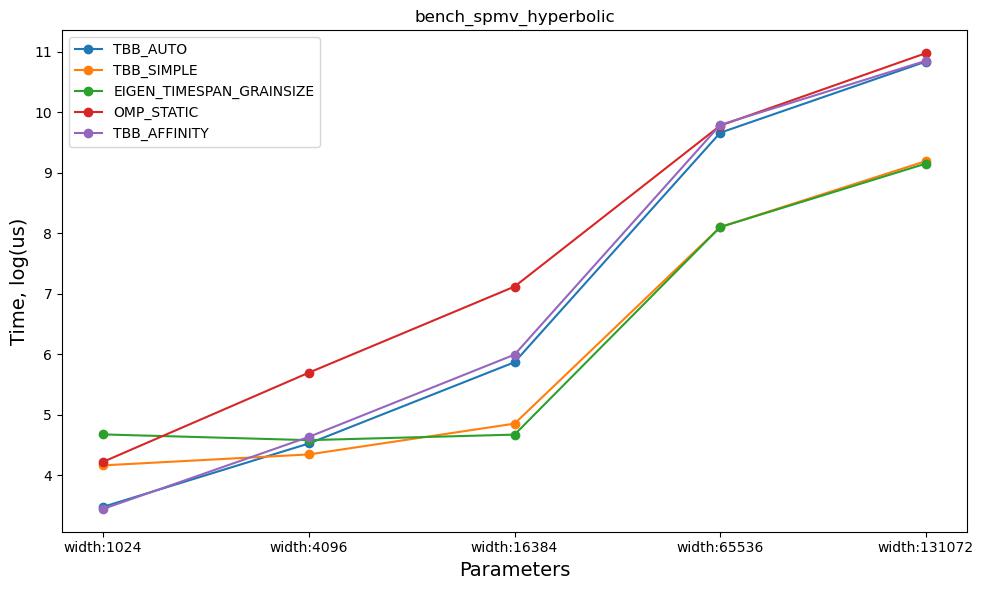 bench_spmv_hyperbolic
TBB_AUTO
TBB_SIMPLE
EIGEN_TIMESPAN_GRAINSIZE
OMP_STATIC
TBB_AFFINITY
Time, log(us)
11
10
9
8
7
6
5
4
width:1024 width:4096 width:16384 width:65536 width:131072
Parameters